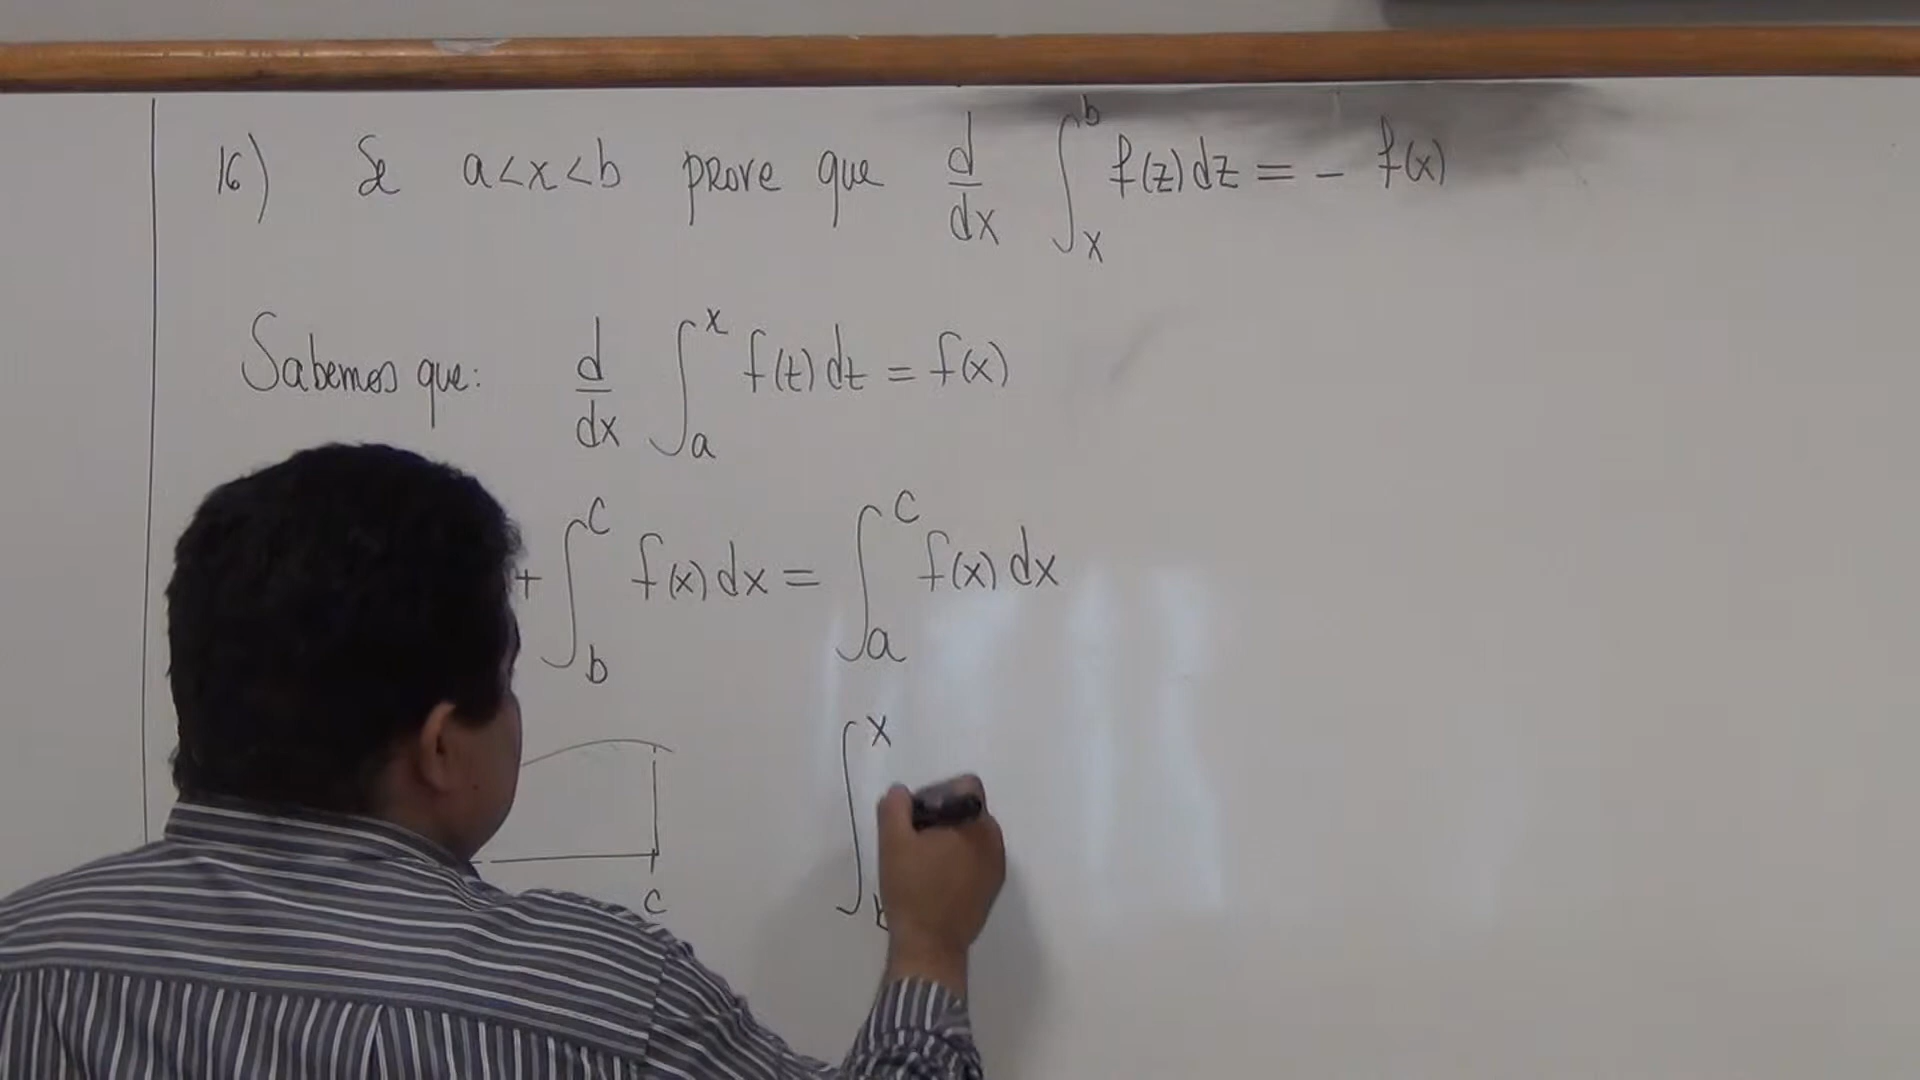 16) Se a<x<b prove que d/dx ∫_x^b f(z)dz = - f(x)
Sabemos que: d/dx ∫_a^x f(t)dt = f(x)
+ ∫_b^c f(x)dx = ∫_a^c f(x)dx
∫^x
c